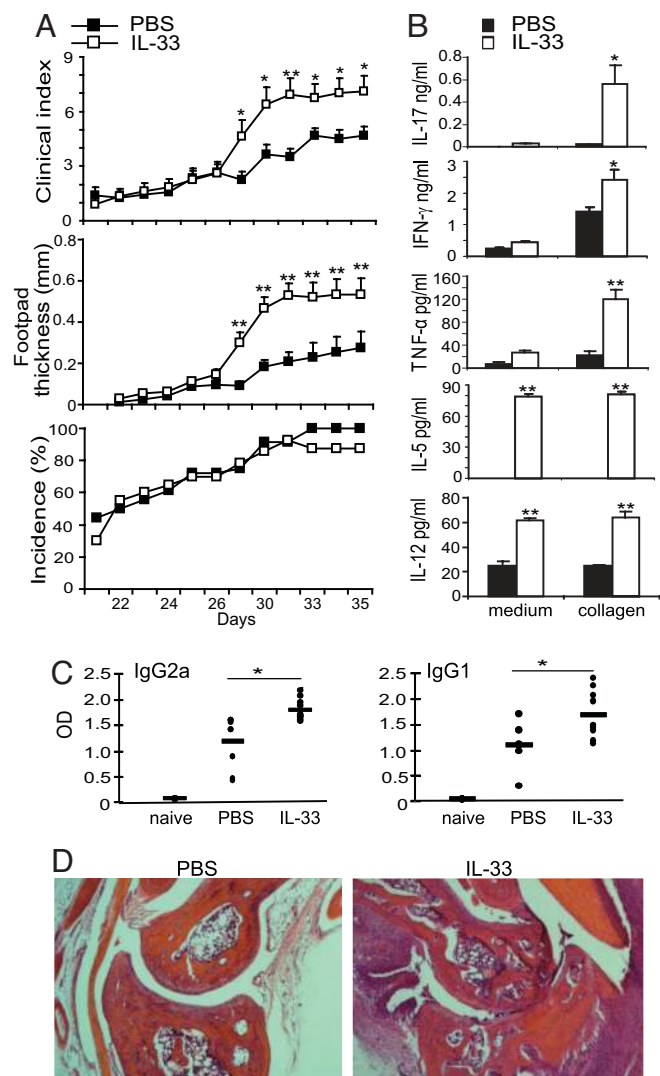 A
PBS
IL-33
Clinical index
9
6
3
0
*
*
**
*
*
*
Footpad
thickness (mm)
0.8
0.6
0.4
0.2
0
**
**
**
**
**
**
Incidence (%)
100
80
60
40
20
0
22 24 26 28 30 33 35
Days
B
PBS
IL-33
IL-17 ng/ml
0.8
0.6
0.4
0.2
0
*
IFN-γ ng/ml
3
2
1
0
*
TNF-α pg/ml
160
120
80
40
0
**
IL-5 pg/ml
90
60
30
0
** **
IL-12 pg/ml
80
60
40
20
0
** **
medium collagen
C
IgG2a
OD
2.5
2.0
1.5
1.0
0.5
0
*
naive PBS IL-33
IgG1
2.5
2.0
1.5
1.0
0.5
0
*
naive PBS IL-33
D
PBS IL-33